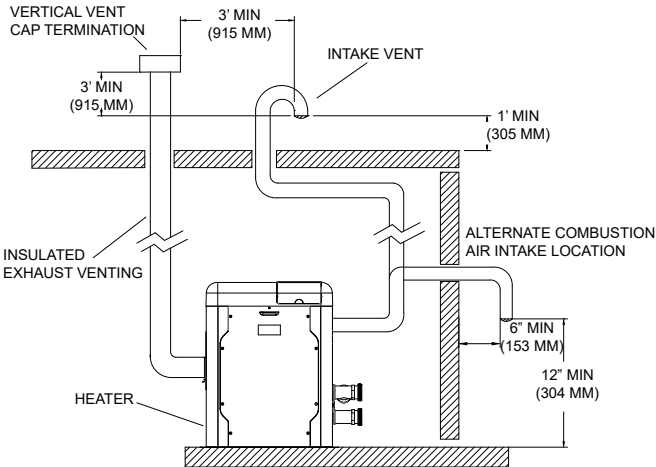 VERTICAL VENT
CAP TERMINATION
3’ MIN
(915 MM)
INTAKE VENT
3’ MIN
(915 MM)
1’ MIN
(305 MM)
INSULATED
EXHAUST VENTING
ALTERNATE COMBUSTION
AIR INTAKE LOCATION
6” MIN
(153 MM)
12” MIN
(304 MM)
HEATER